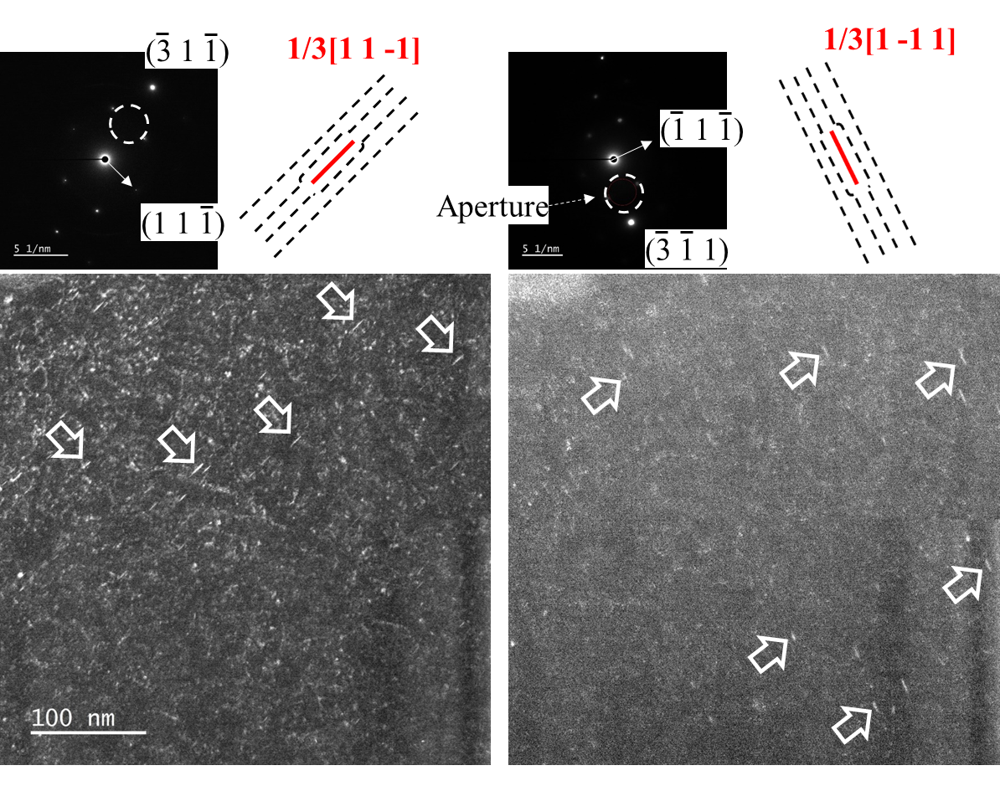 (3̅ 1 1̅)
1/3[1 1 -1]
(1 1 1̅)
5 1/nm
1/3[1 -1 1]
(1̅ 1 1̅)
Aperture
(3̅ 1̅ 1)
5 1/nm
100 nm